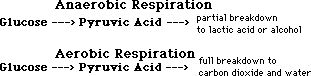 Anaerobic Respiration
Glucose ---> Pyruvic Acid ---> partial breakdown
to lactic acid or alcohol
Aerobic Respiration
Glucose ---> Pyruvic Acid ---> full breakdown to
carbon dioxide and water